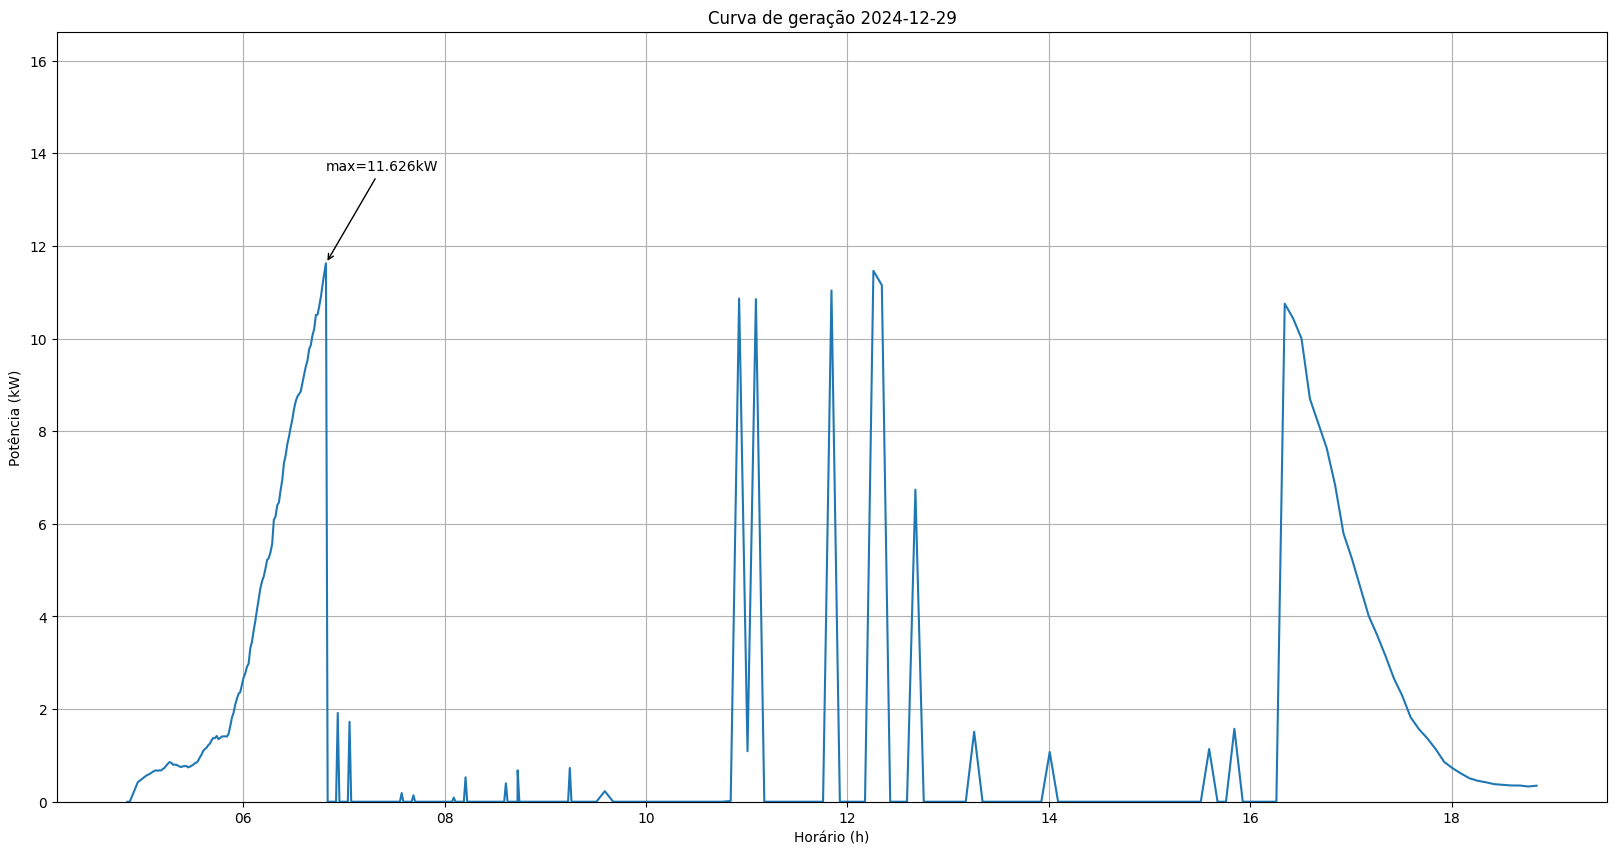 Curva de geração 2024-12-29
16
14
max=11.626kW
12
10
8
6
4
2
0
Potência (kW)
06 08 10 12 14 16 18
Horário (h)